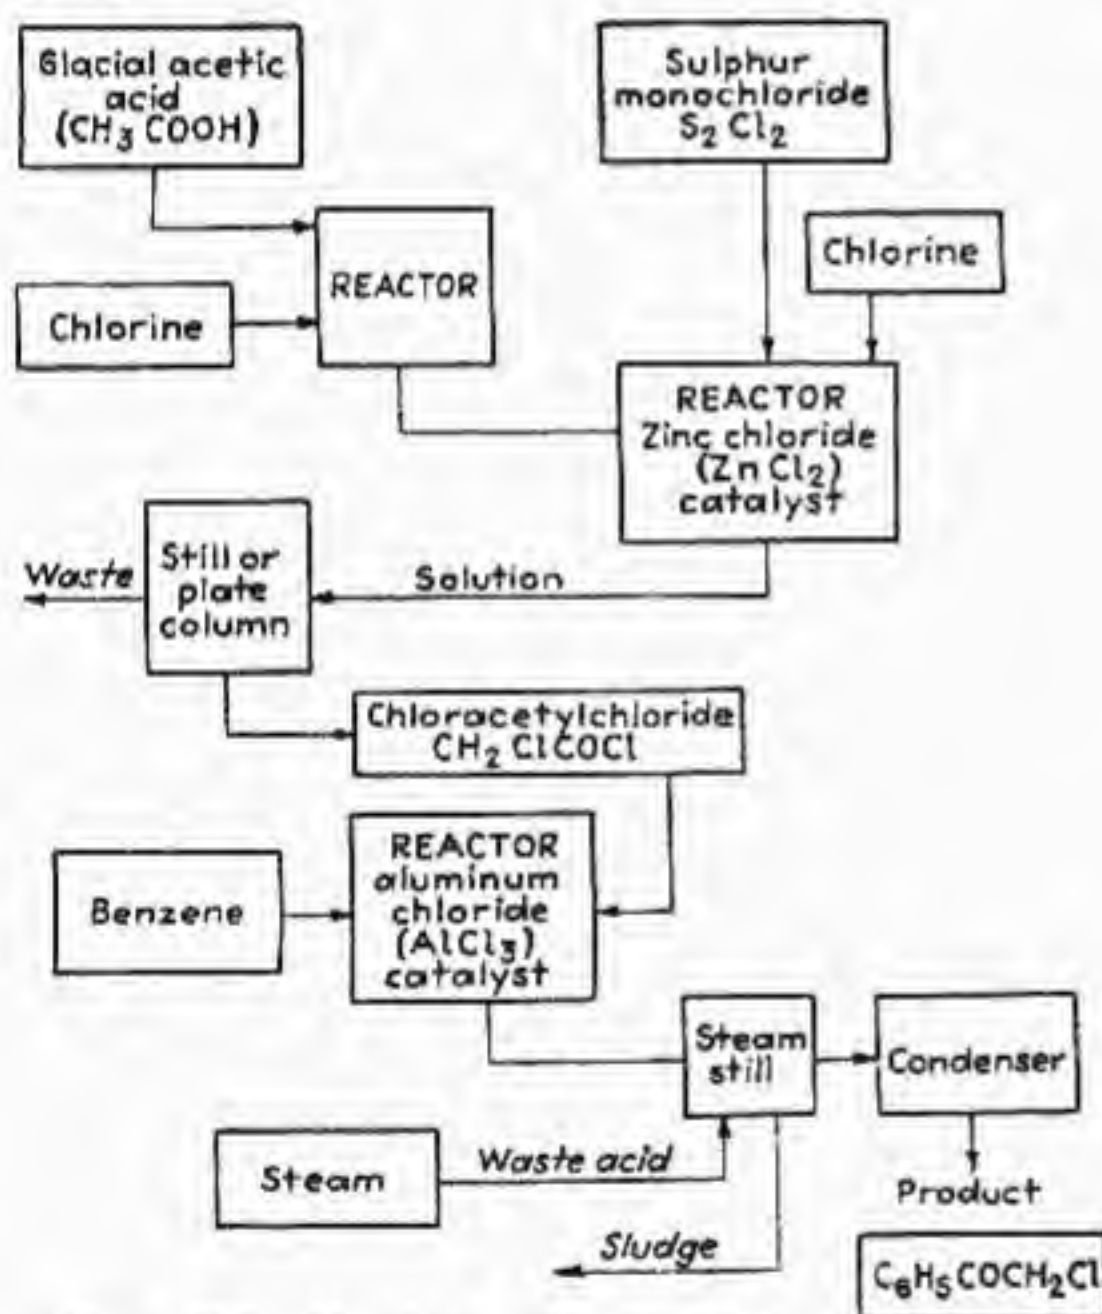 Glacial acetic
acid
(CH₃ COOH)
Sulphur
monochloride
S₂ Cl₂
Chlorine
REACTOR
Chlorine
REACTOR
Zinc chloride
(Zn Cl₂)
catalyst
Waste
Still or
plate
column
Solution
Chloracetylchloride
CH₂ ClCOCl
Benzene
REACTOR
aluminum
chloride
(AlCl₃)
catalyst
Steam
still
Condenser
Steam
Waste acid
Product
Sludge
C₆H₅COCH₂Cl